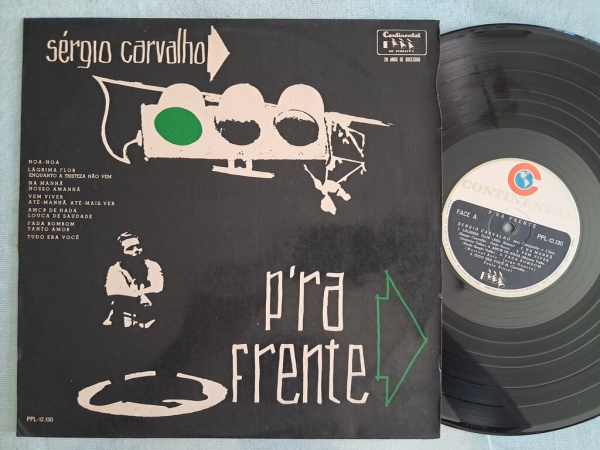 sérgio carvalho
Continental
20 ANOS DE SUCESSO
NOA-NOA
LÁGRIMA FLOR
ENQUANTO A TRISTEZA NÃO VEM
NA MANHÃ
NOSSO AMANHÃ
VEM VIVER
ATÉ-MANHÃ, ATÉ-MAIS VER
AMOR DE NADA
LOUCA DE SAUDADE
FADA BOMBOM
TANTO AMOR
TUDO ERA VOCÊ
p'ra
frente
PPL-12.130
CONTINENTAL
P'RA FRENTE
FACE A
PPL-12.130
SÉRGIO CARVALHO